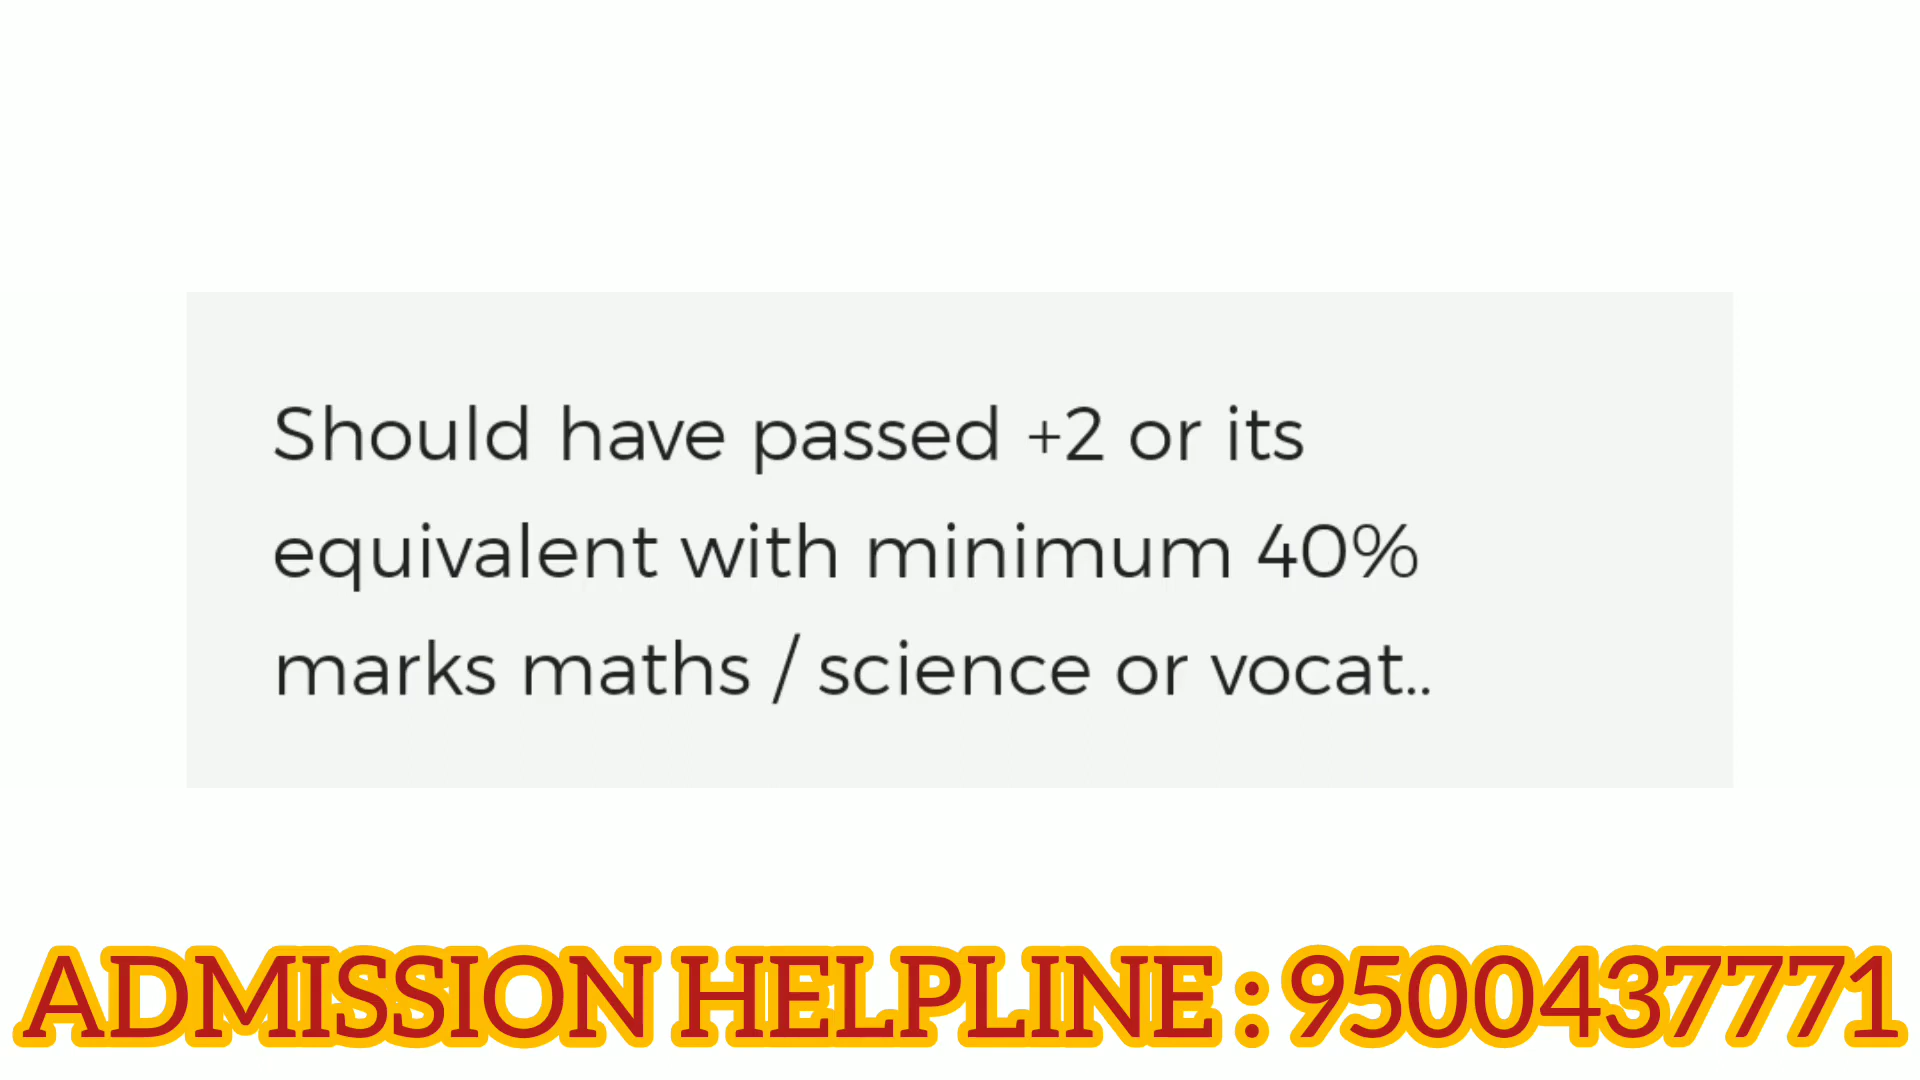 Should have passed +2 or its
equivalent with minimum 40%
marks maths / science or vocat..
ADMISSION HELPLINE : 9500437771